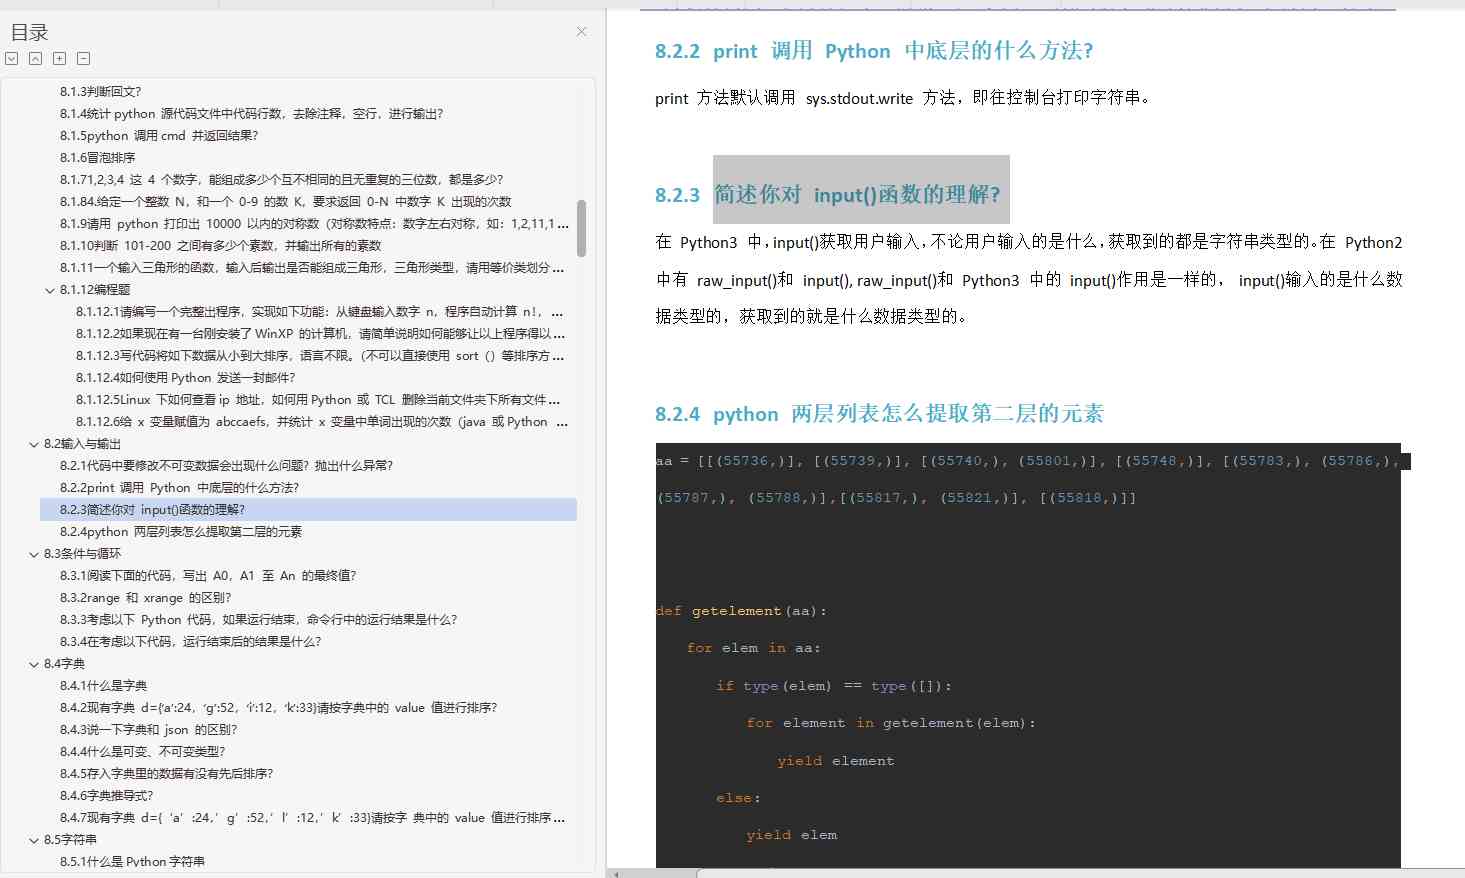 目录
8.1.3判断回文?
8.1.4统计python 源代码文件中代码行数，去除注释，空行，进行输出?
8.1.5python 调用cmd 并返回结果?
8.1.6冒泡排序
8.1.71,2,3,4 这 4 个数字，能组成多少个互不相同的且无重复的三位数，都是多少?
8.1.84.给定一个整数 N，和一个 0-9 的数 K，要求返回 0-N 中数字 K 出现的次数
8.1.9请用 python 打印出 10000 以内的对称数（对称数特点：数字左右对称，如：1,2,11,1 ...
8.1.10判断 101-200 之间有多少个素数，并输出所有的素数
8.1.11一个输入三角形的函数，输入后输出是否能组成三角形，三角形类型，请用等价类划分...
8.1.12编程题
8.1.12.1请编写一个完整出程序，实现如下功能：从键盘输入数字 n，程序自动计算 n!， ...
8.1.12.2如果现在有一台刚安装了WinXP 的计算机，请简单说明如何能够让以上程序得以...
8.1.12.3写代码将如下数据从小到大排序，语言不限。（不可以直接使用 sort（）等排序方 ...
8.1.12.4如何使用Python 发送一封邮件?
8.1.12.5Linux 下如何查看ip 地址，如何用Python 或 TCL 删除当前文件夹下所有文件...
8.1.12.6给 x 变量赋值为 abccaefs，并统计 x 变量中单词出现的次数（java 或Python ...
8.2输入与输出
8.2.1代码中要修改不可变数据会出现什么问题? 抛出什么异常?
8.2.2print 调用 Python 中底层的什么方法?
8.2.3简述你对 input()函数的理解?
8.2.4python 两层列表怎么提取第二层的元素
8.3条件与循环
8.3.1阅读下面的代码，写出 A0，A1 至 An 的最终值?
8.3.2range 和 xrange 的区别?
8.3.3考虑以下 Python 代码，如果运行结束，命令行中的运行结果是什么?
8.3.4在考虑以下代码，运行结束后的结果是什么?
8.4字典
8.4.1什么是字典
8.4.2现有字典 d={'a':24，'g':52，'i':12，'k':33}请按字典中的 value 值进行排序?
8.4.3说一下字典和 json 的区别?
8.4.4什么是可变、不可变类型?
8.4.5存入字典里的数据有没有先后排序?
8.4.6字典推导式?
8.4.7现有字典 d={‘a’:24,’g’:52,’l’:12,’k’:33}请按字 典中的 value 值进行排序...
8.5字符串
8.5.1什么是Python字符串
8.2.2 print 调用 Python 中底层的什么方法?
print 方法默认调用 sys.stdout.write 方法，即往控制台打印字符串。
8.2.3 简述你对 input()函数的理解?
在 Python3 中，input()获取用户输入，不论用户输入的是什么，获取到的都是字符串类型的。在 Python2
中有 raw_input()和 input(), raw_input()和 Python3 中的 input()作用是一样的， input()输入的是什么数
据类型的，获取到的就是什么数据类型的。
8.2.4 python 两层列表怎么提取第二层的元素
aa = [[(55736,)], [(55739,)], [(55740,), (55801,)], [(55748,)], [(55783,), (55786,),
(55787,), (55788,)],[(55817,), (55821,)], [(55818,)]]
def getelement(aa):
for elem in aa:
if type(elem) == type([]):
for element in getelement(elem):
yield element
else:
yield elem